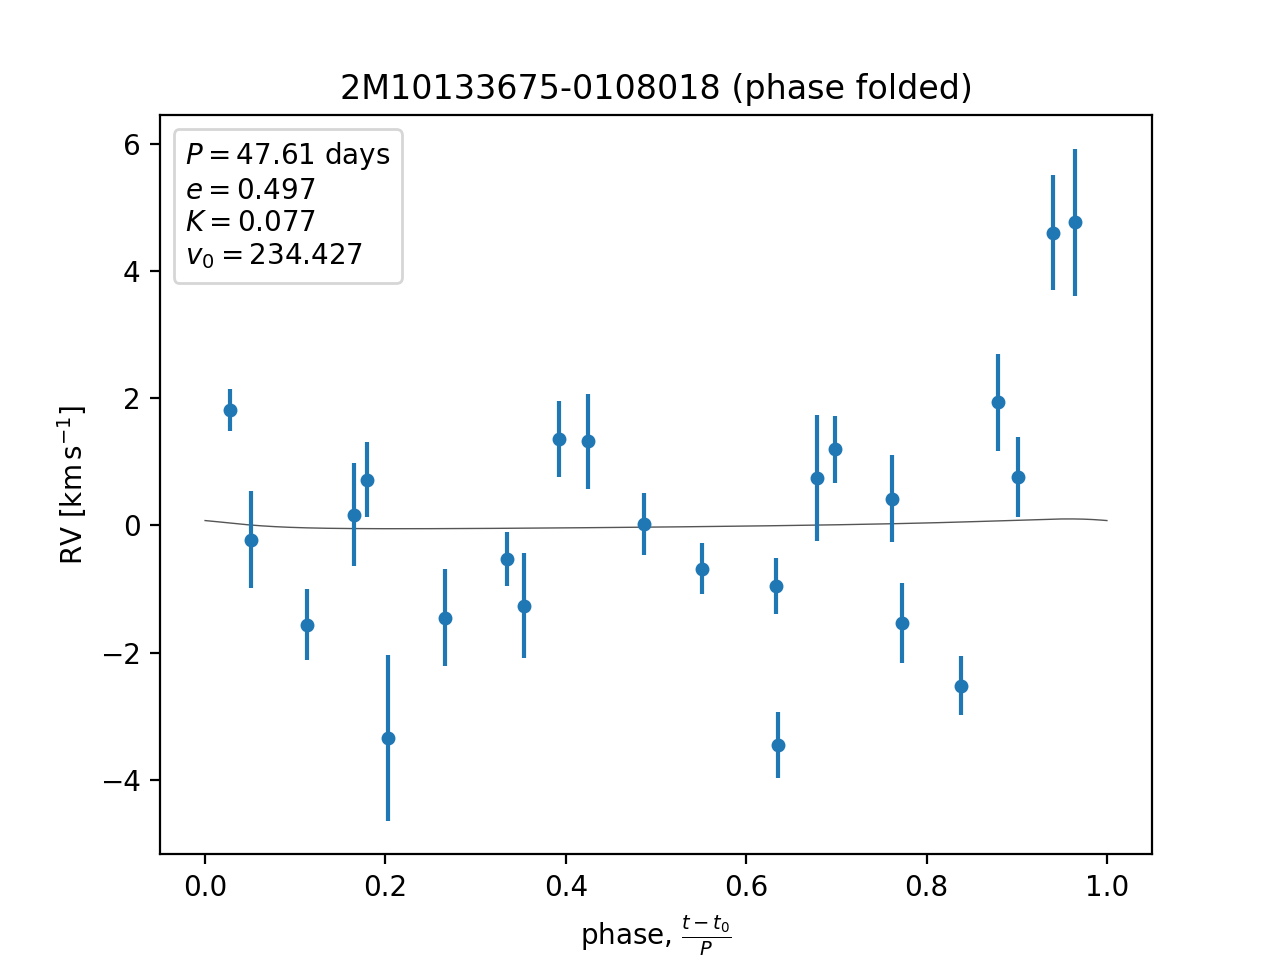 2M10133675-0108018 (phase folded)
P = 47.61 days
e = 0.497
K = 0.077
v₀ = 234.427
6
4
2
0
−2
−4
RV [km s⁻¹]
0.0 0.2 0.4 0.6 0.8 1.0
phase, (t − t₀)/P